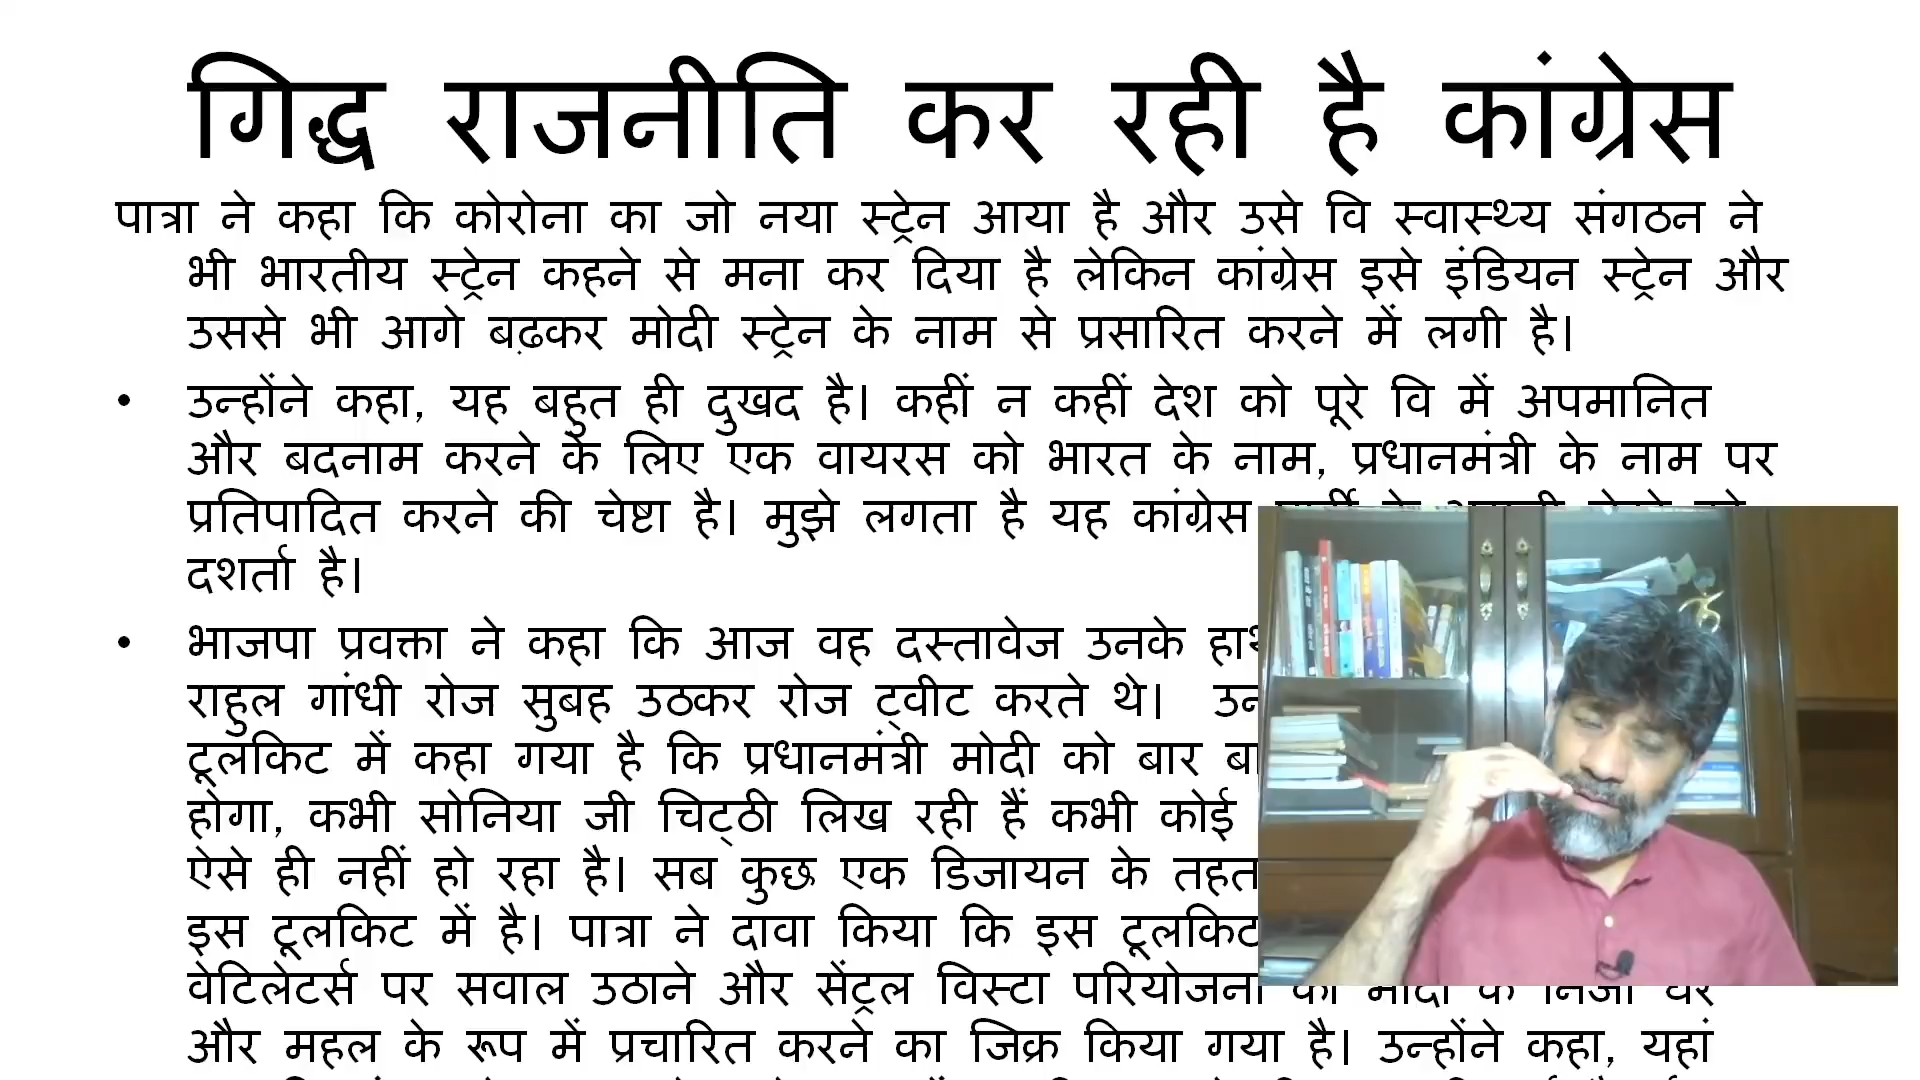 गिद्ध राजनीति कर रही है कांग्रेस
पात्रा ने कहा कि कोरोना का जो नया स्ट्रेन आया है और उसे वि स्वास्थ्य संगठन ने
भी भारतीय स्ट्रेन कहने से मना कर दिया है लेकिन कांग्रेस इसे इंडियन स्ट्रेन और
उससे भी आगे बढ़कर मोदी स्ट्रेन के नाम से प्रसारित करने में लगी है।
• उन्होंने कहा, यह बहुत ही दुखद है। कहीं न कहीं देश को पूरे वि में अपमानित
और बदनाम करने के लिए एक वायरस को भारत के नाम, प्रधानमंत्री के नाम पर
प्रतिपादित करने की चेष्टा है। मुझे लगता है यह कांग्रेस
दशर्ता है।
• भाजपा प्रवक्ता ने कहा कि आज वह दस्तावेज उनके
राहुल गांधी रोज सुबह उठकर रोज ट्वीट करते थे।
टूलकिट में कहा गया है कि प्रधानमंत्री मोदी को बार
होगा, कभी सोनिया जी चिट्ठी लिख रही हैं कभी कोई
ऐसे ही नहीं हो रहा है। सब कुछ एक डिजायन के तहत
इस टूलकिट में है। पात्रा ने दावा किया कि इस टूलकिट
वेटिलेटर्स पर सवाल उठाने और सेंट्रल विस्टा परियोजना
और महल के रूप में प्रचारित करने का जिक्र किया गया है। उन्होंने कहा, यहां